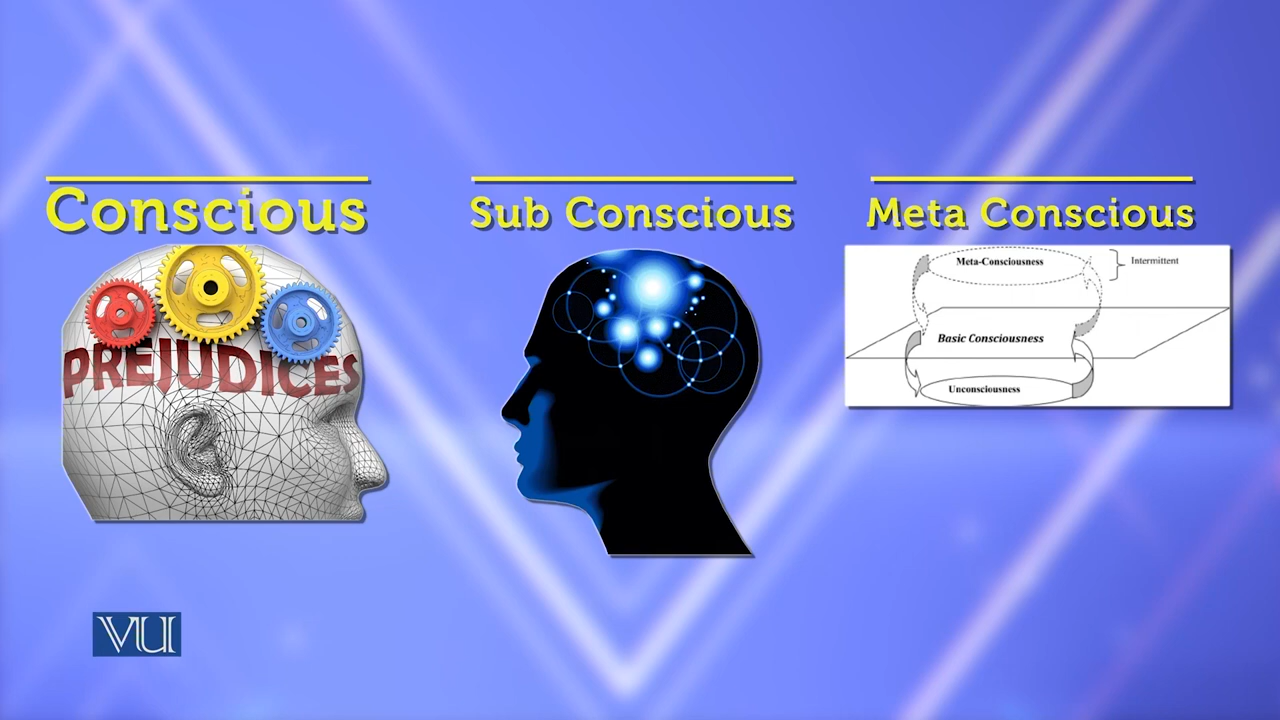 Conscious
PREJUDICES
Sub Conscious
Meta Conscious
Meta-Consciousness
Intermittent
Basic Consciousness
Unconsciousness
VU